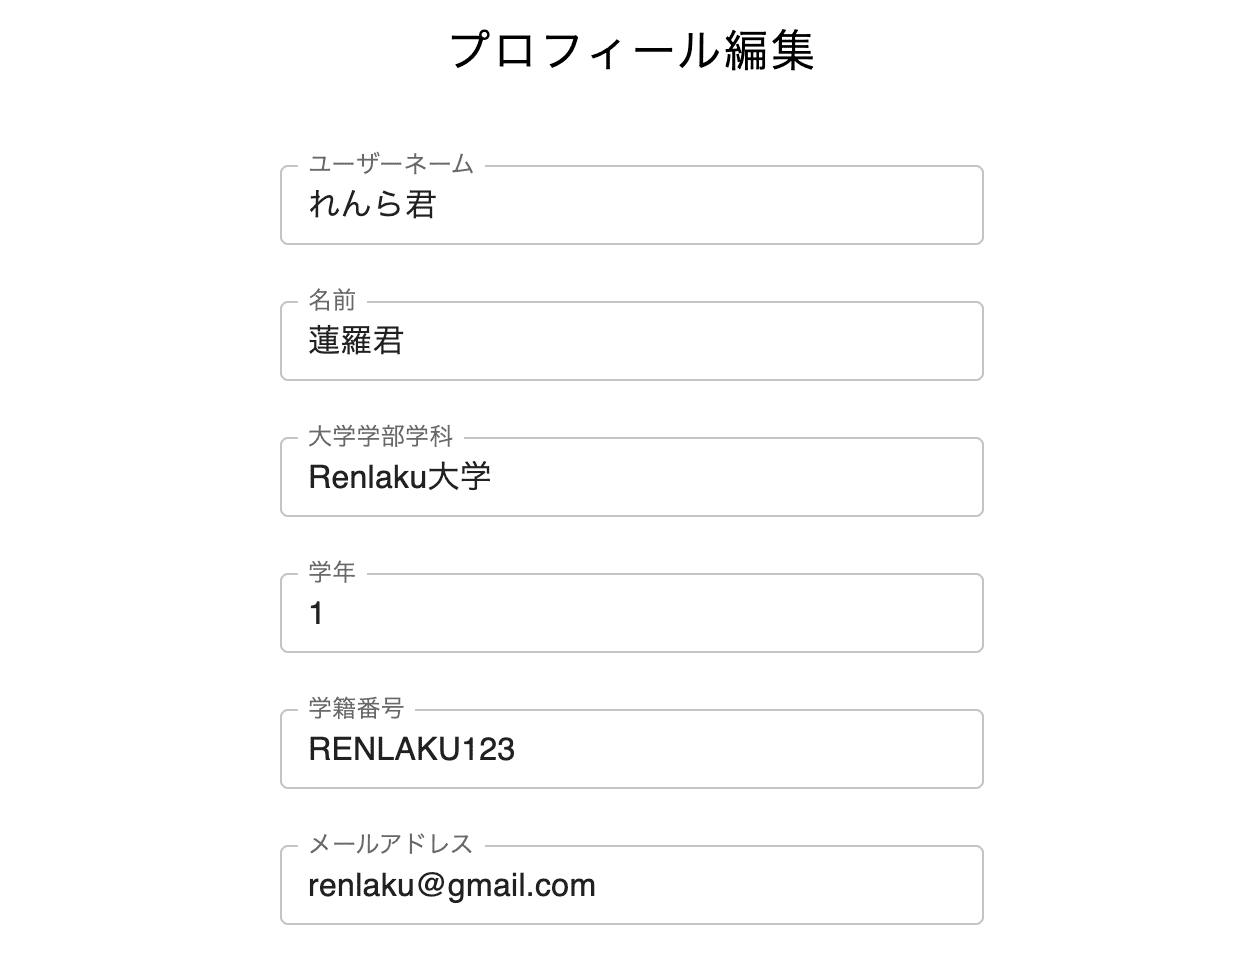 プロフィール編集
ユーザーネーム
れんら君
名前
蓮羅君
大学学部学科
Renlaku大学
学年
1
学籍番号
RENLAKU123
メールアドレス
renlaku@gmail.com